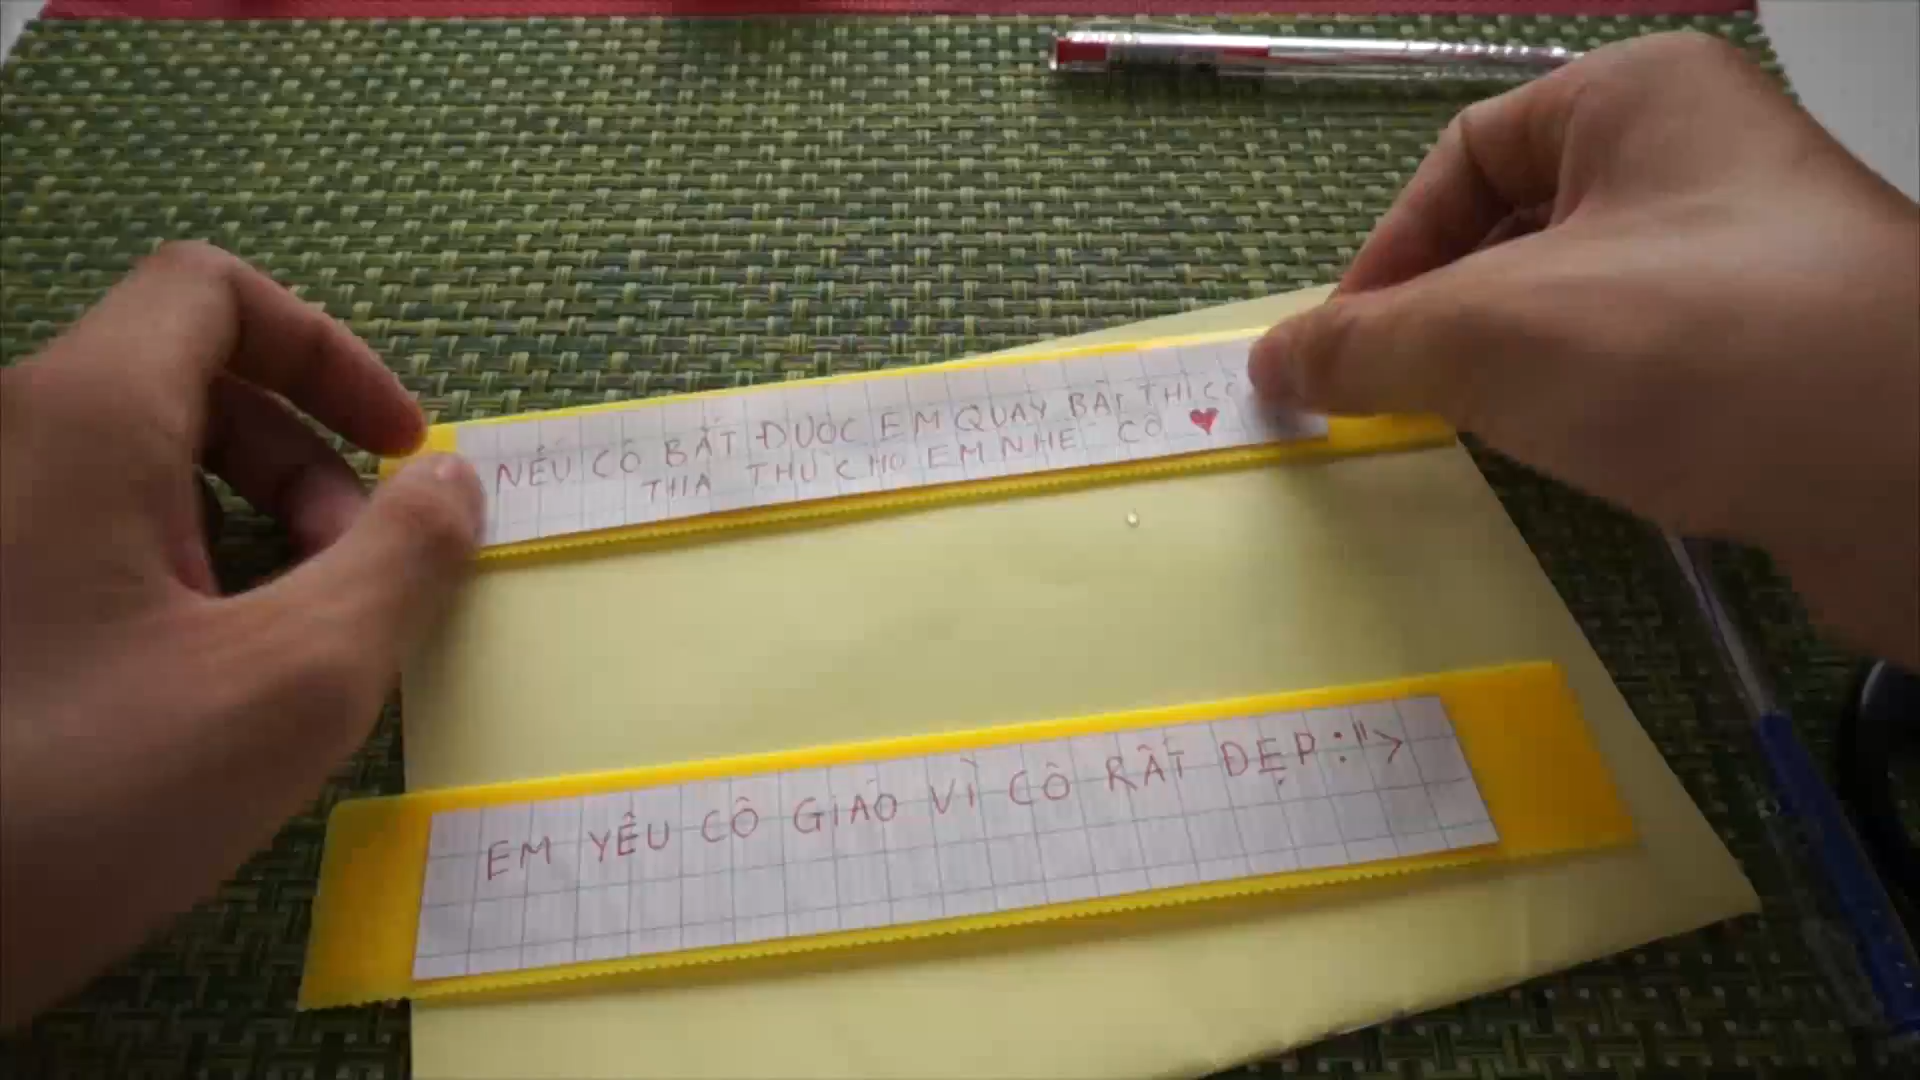 NẾU CÔ BẮT ĐƯỢC EM QUAY BÀI THÌ CÔ
THA THỨ CHO EM NHÉ CÔ ♥
EM YÊU CÔ GIÁO VÌ CÔ RẤT ĐẸP :">